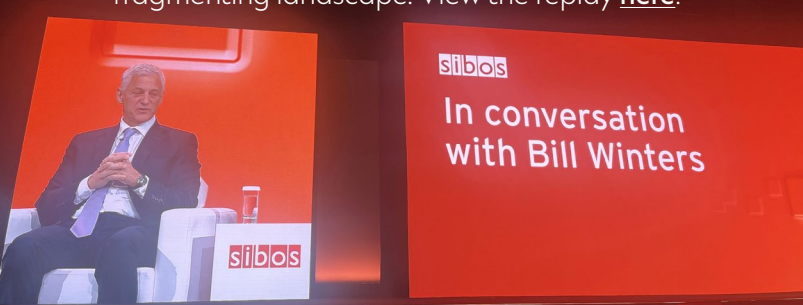 fragmenting landscape. View the replay here.
sibos
In conversation
with Bill Winters
sibos